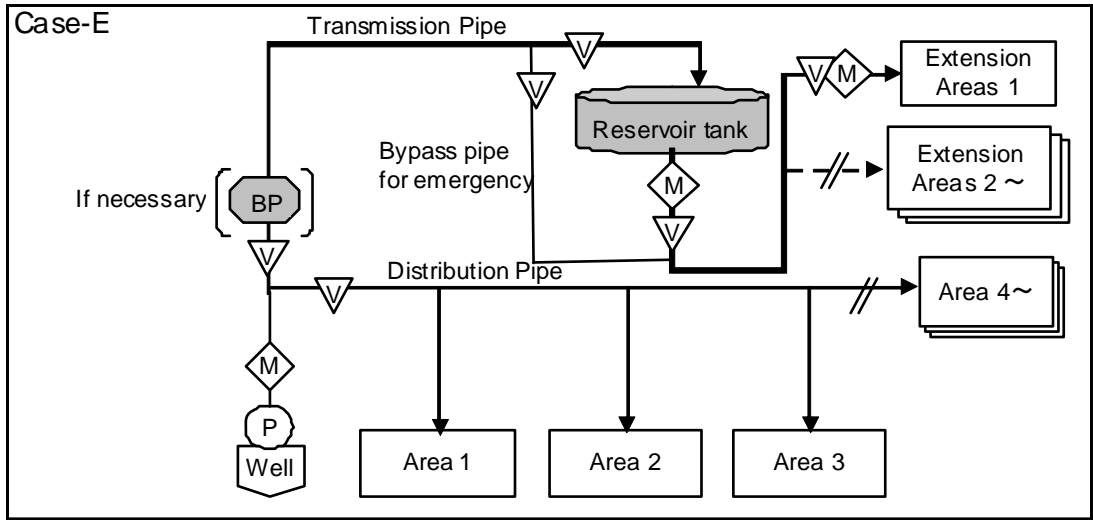 Case-E
Transmission Pipe
V
V
V
M
Extension
Areas 1
Reservoir tank
Bypass pipe
for emergency
M
Extension
Areas 2～
If necessary
BP
V
V
Distribution Pipe
V
Area 4～
M
P
Well
Area 1
Area 2
Area 3